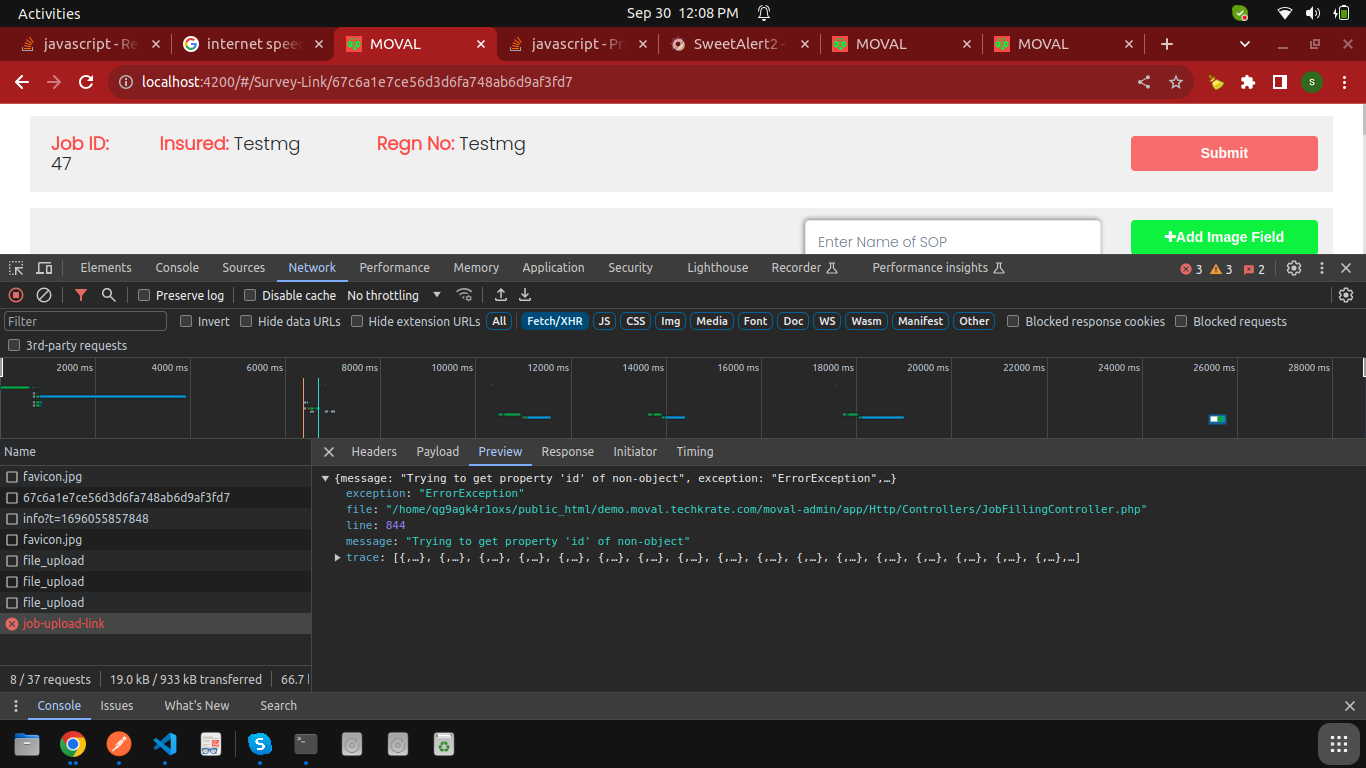 Activities
Sep 30 12:08 PM
javascript - Re
internet spee
MOVAL
javascript - Pr
SweetAlert2 -
MOVAL
MOVAL
localhost:4200/#/Survey-Link/67c6a1e7ce56d3d6fa748ab6d9af3fd7
S
Job ID: Insured: Testmg Regn No: Testmg
47
Submit
Enter Name of SOP
+Add Image Field
Elements Console Sources Network Performance Memory Application Security Lighthouse Recorder Performance insights 3 3 2
Preserve log Disable cache No throttling
Filter Invert Hide data URLs Hide extension URLs All Fetch/XHR JS CSS Img Media Font Doc WS Wasm Manifest Other Blocked response cookies Blocked requests
3rd-party requests
2000 ms 4000 ms 6000 ms 8000 ms 10000 ms 12000 ms 14000 ms 16000 ms 18000 ms 20000 ms 22000 ms 24000 ms 26000 ms 28000 ms
Name
favicon.jpg
67c6a1e7ce56d3d6fa748ab6d9af3fd7
info?t=1696055857848
favicon.jpg
file_upload
file_upload
file_upload
job-upload-link
8 / 37 requests 19.0 kB / 933 kB transferred 66.7
Headers Payload Preview Response Initiator Timing
{message: "Trying to get property 'id' of non-object", exception: "ErrorException",…}
exception: "ErrorException"
file: "/home/qg9agk4r1oxs/public_html/demo.moval.techkrate.com/moval-admin/app/Http/Controllers/JobFillingController.php"
line: 844
message: "Trying to get property 'id' of non-object"
trace: [{,…}, {,…}, {,…}, {,…}, {,…}, {,…}, {,…}, {,…}, {,…}, {,…}, {,…}, {,…}, {,…}, {,…}, {,…}, {,…}, {,…},…]
Console Issues What's New Search